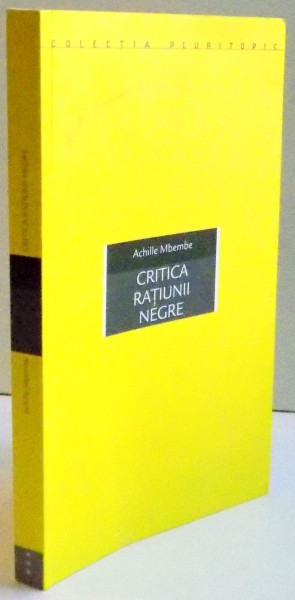 COLECȚIA PLURITOPIC
Achille Mbembe
CRITICA
RAȚIUNII
NEGRE